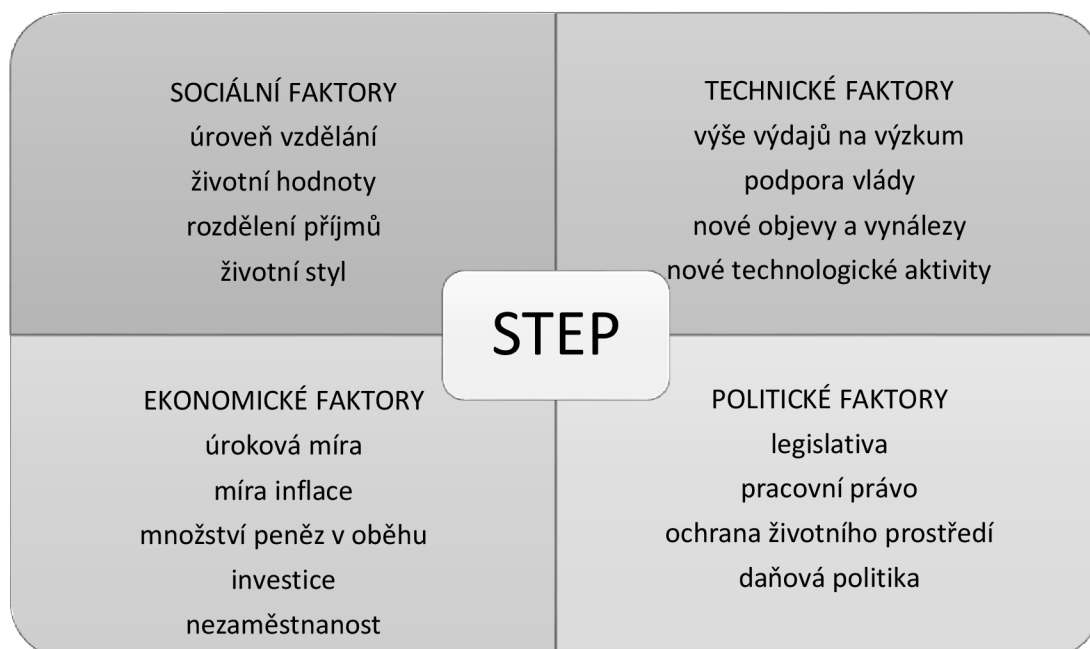 SOCIÁLNÍ FAKTORY
úroveň vzdělání
životní hodnoty
rozdělení příjmů
životní styl
TECHNICKÉ FAKTORY
výše výdajů na výzkum
podpora vlády
nové objevy a vynálezy
nové technologické aktivity
STEP
EKONOMICKÉ FAKTORY
úroková míra
míra inflace
množství peněz v oběhu
investice
nezaměstnanost
POLITICKÉ FAKTORY
legislativa
pracovní právo
ochrana životního prostředí
daňová politika